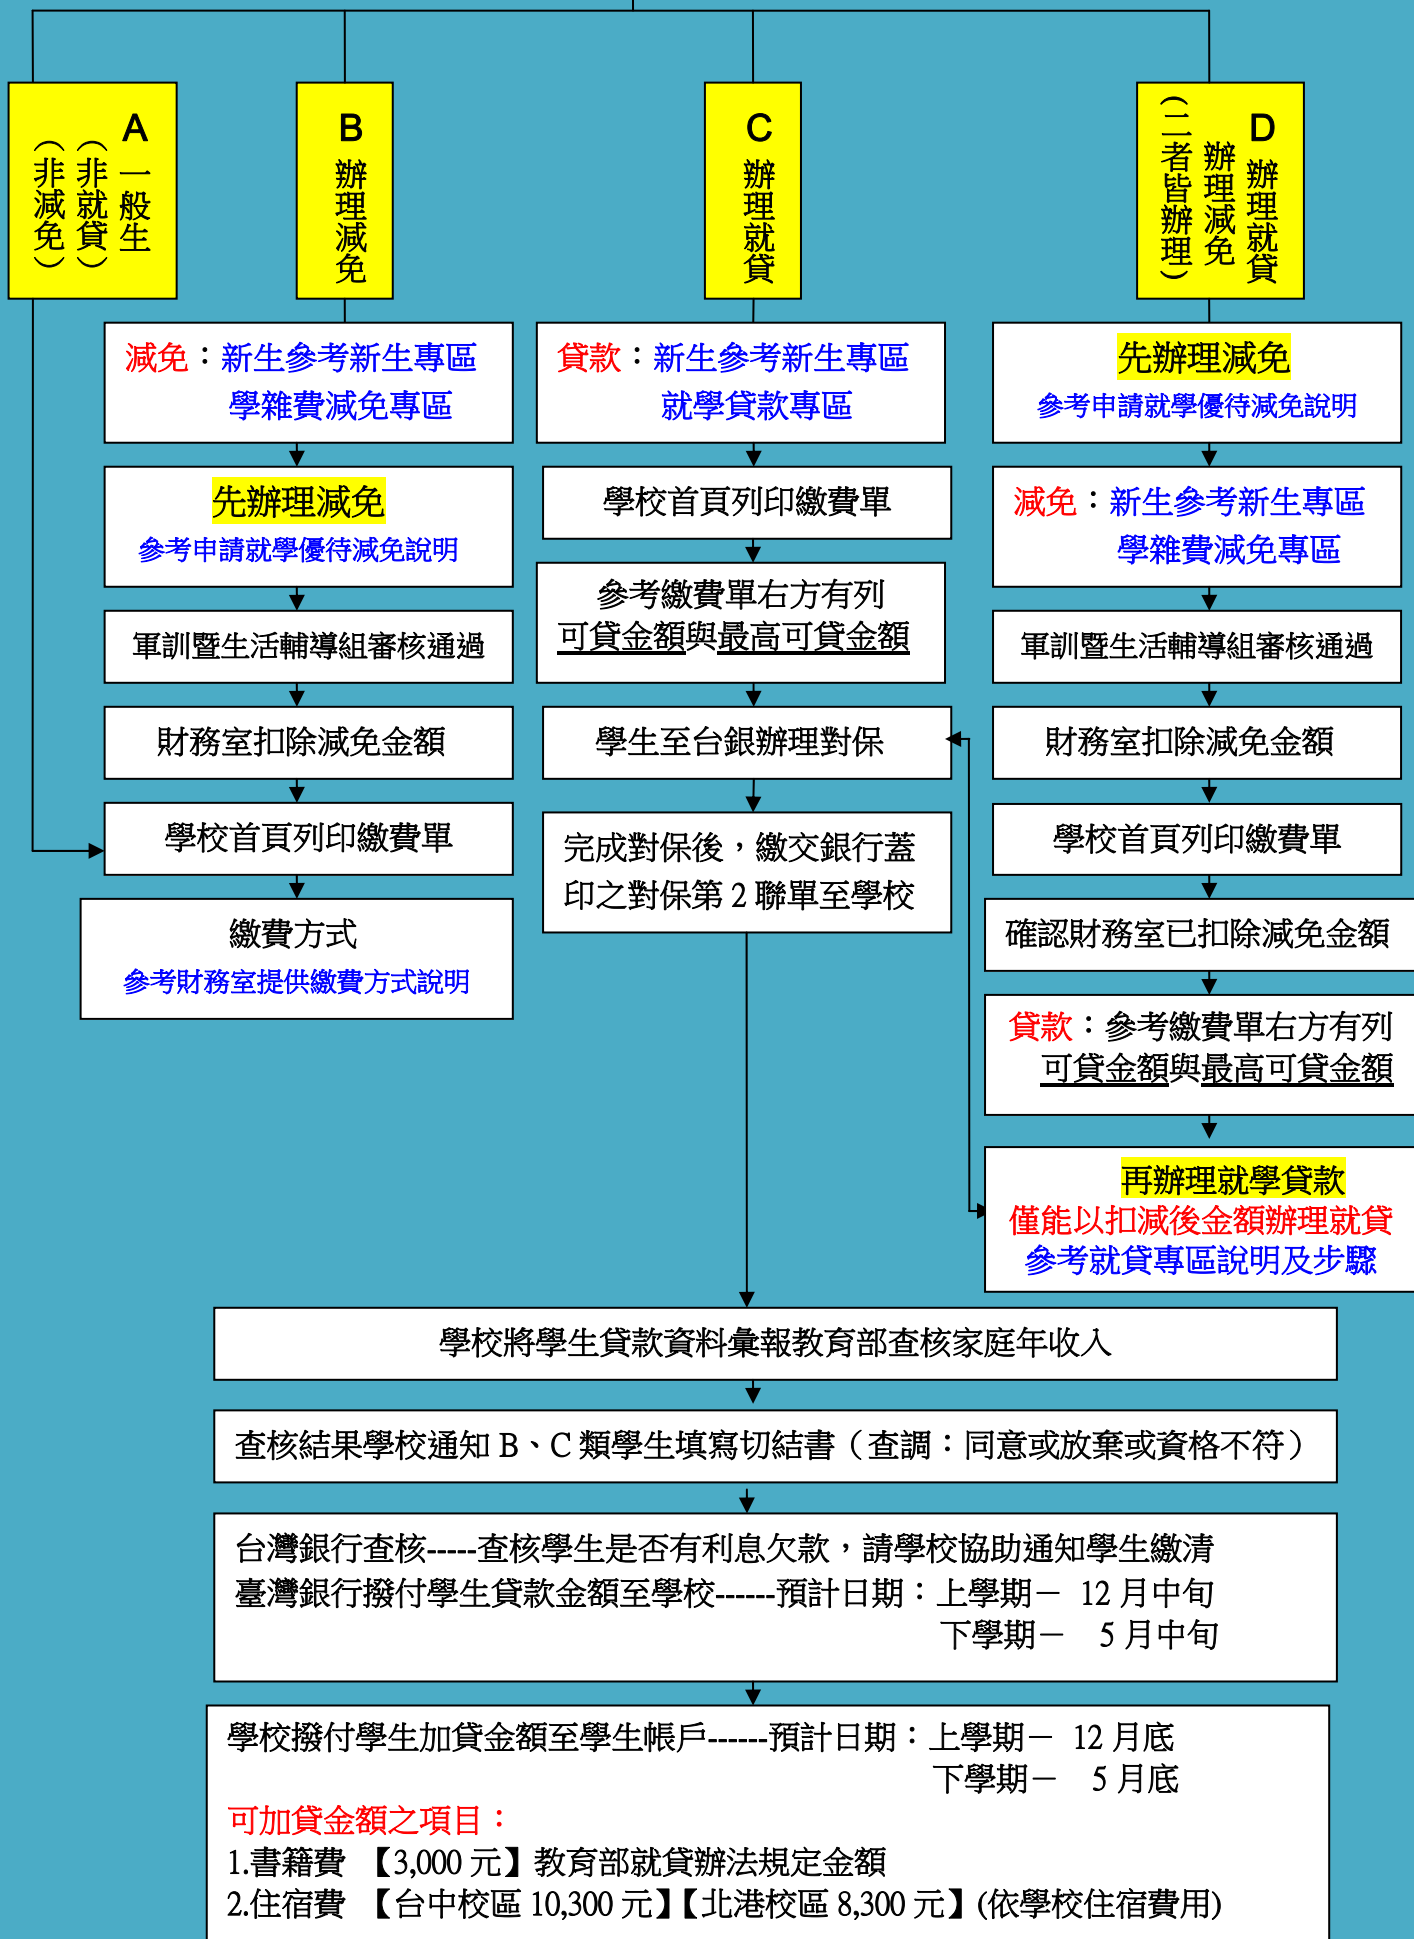 A 一般生
（非就貸）
（非減免）
B 辦理減免
C 辦理就貸
D 辦理就貸
辦理減免
（二者皆辦理）
減免：新生參考新生專區
學雜費減免專區
先辦理減免
參考申請就學優待減免說明
軍訓暨生活輔導組審核通過
財務室扣除減免金額
學校首頁列印繳費單
繳費方式
參考財務室提供繳費方式說明
貸款：新生參考新生專區
就學貸款專區
學校首頁列印繳費單
參考繳費單右方有列
可貸金額與最高可貸金額
學生至台銀辦理對保
完成對保後，繳交銀行蓋
印之對保第 2 聯單至學校
先辦理減免
參考申請就學優待減免說明
減免：新生參考新生專區
學雜費減免專區
軍訓暨生活輔導組審核通過
財務室扣除減免金額
學校首頁列印繳費單
確認財務室已扣除減免金額
貸款：參考繳費單右方有列
可貸金額與最高可貸金額
再辦理就學貸款
僅能以扣減後金額辦理就貸
參考就貸專區說明及步驟
學校將學生貸款資料彙報教育部查核家庭年收入
查核結果學校通知 B、C 類學生填寫切結書（查調：同意或放棄或資格不符）
台灣銀行查核-----查核學生是否有利息欠款，請學校協助通知學生繳清
臺灣銀行撥付學生貸款金額至學校------預計日期：上學期－ 12 月中旬
下學期－ 5 月中旬
學校撥付學生加貸金額至學生帳戶------預計日期：上學期－ 12 月底
下學期－ 5 月底
可加貸金額之項目：
1.書籍費 【3,000 元】教育部就貸辦法規定金額
2.住宿費 【台中校區 10,300 元】【北港校區 8,300 元】(依學校住宿費用)